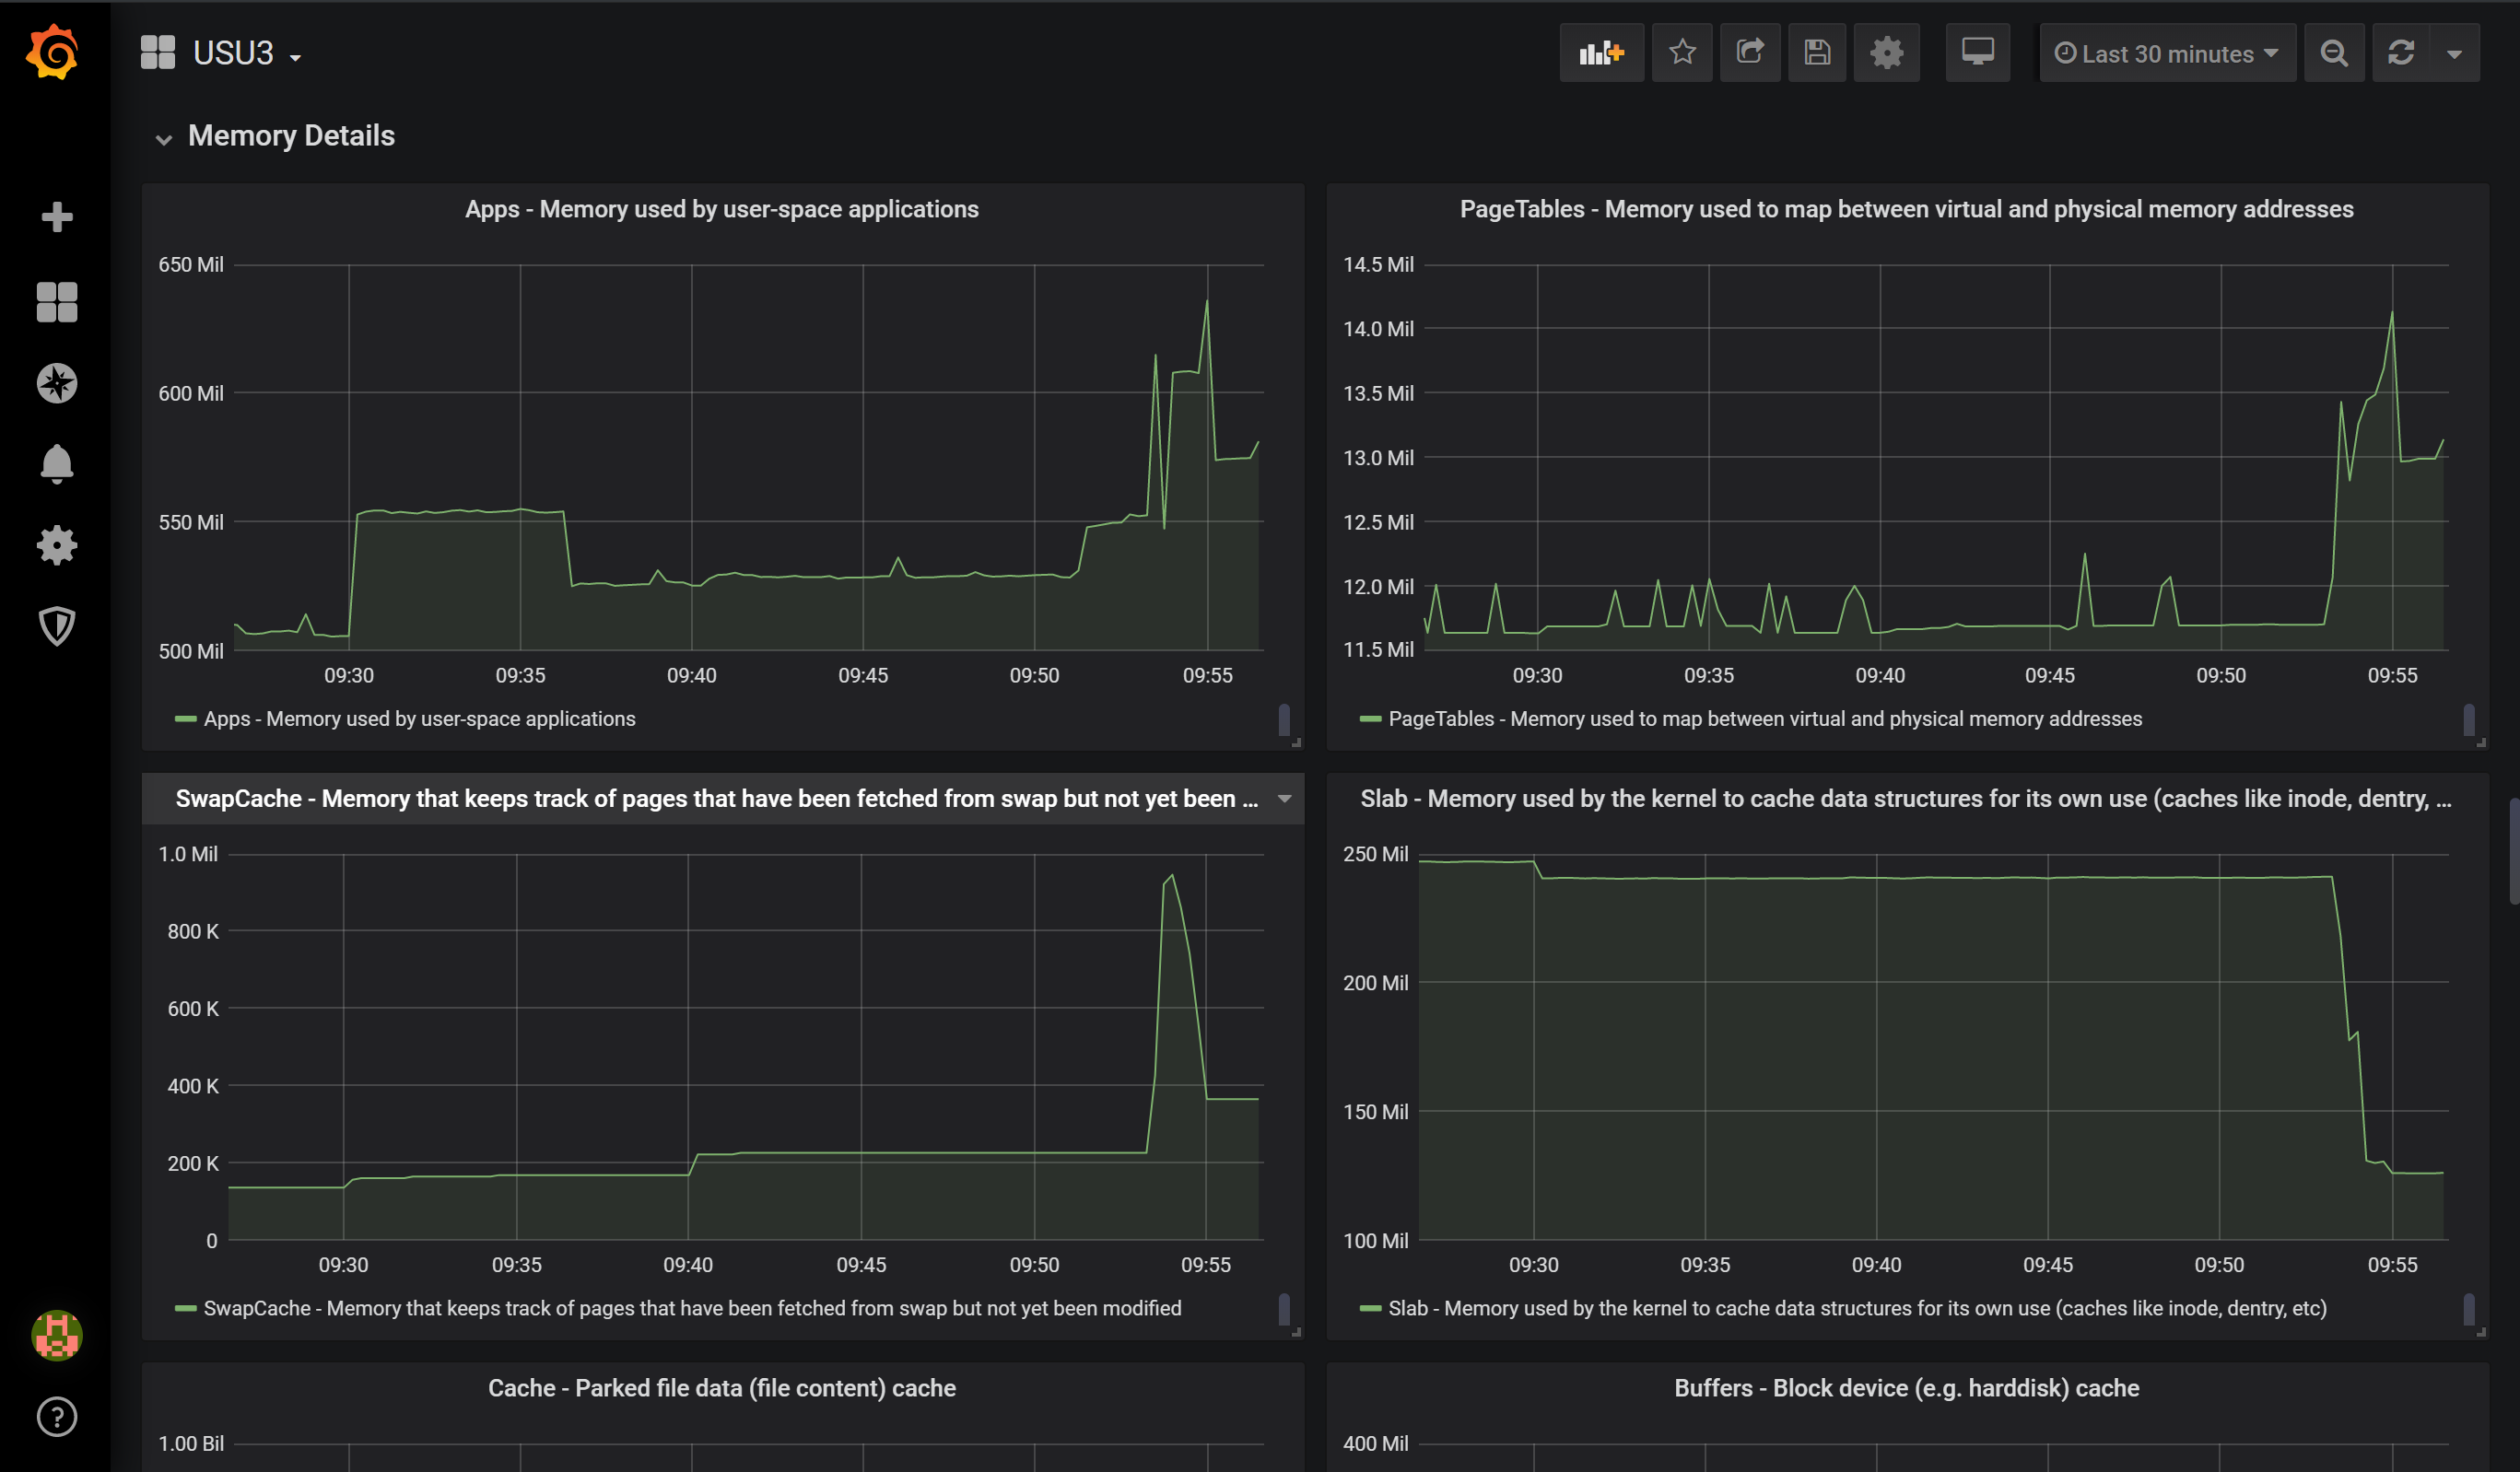 USU3
Last 30 minutes
Memory Details
Apps - Memory used by user-space applications
650 Mil
600 Mil
550 Mil
500 Mil
09:30 09:35 09:40 09:45 09:50 09:55
Apps - Memory used by user-space applications
PageTables - Memory used to map between virtual and physical memory addresses
14.5 Mil
14.0 Mil
13.5 Mil
13.0 Mil
12.5 Mil
12.0 Mil
11.5 Mil
09:30 09:35 09:40 09:45 09:50 09:55
PageTables - Memory used to map between virtual and physical memory addresses
SwapCache - Memory that keeps track of pages that have been fetched from swap but not yet been ...
1.0 Mil
800 K
600 K
400 K
200 K
0
09:30 09:35 09:40 09:45 09:50 09:55
SwapCache - Memory that keeps track of pages that have been fetched from swap but not yet been modified
Slab - Memory used by the kernel to cache data structures for its own use (caches like inode, dentry, ...
250 Mil
200 Mil
150 Mil
100 Mil
09:30 09:35 09:40 09:45 09:50 09:55
Slab - Memory used by the kernel to cache data structures for its own use (caches like inode, dentry, etc)
Cache - Parked file data (file content) cache
1.00 Bil
Buffers - Block device (e.g. harddisk) cache
400 Mil